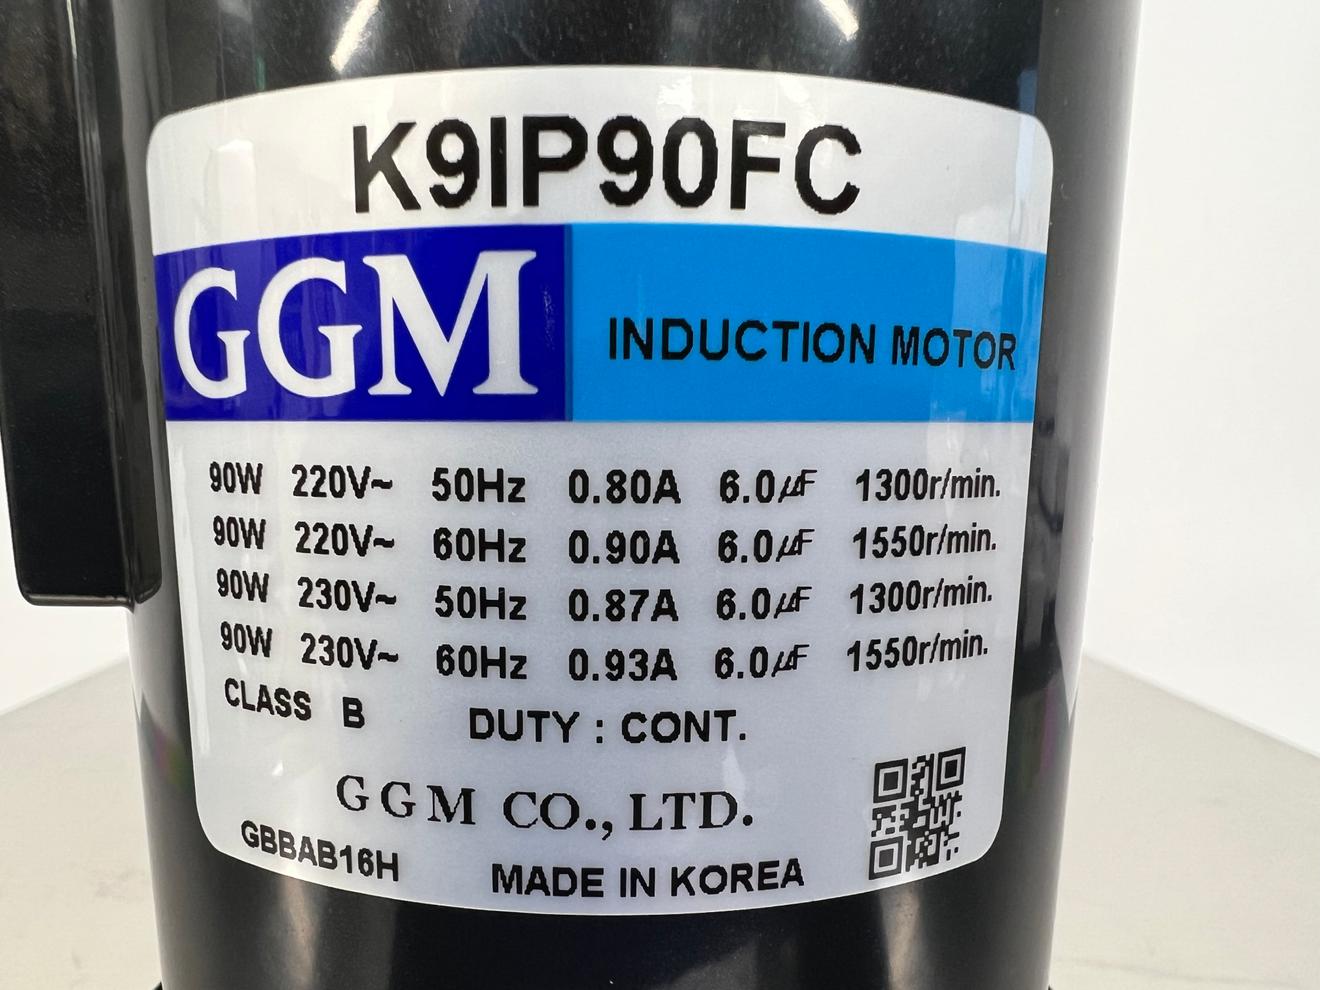 K9IP90FC
GGM INDUCTION MOTOR
90W 220V~ 50Hz 0.80A 6.0㎌ 1300r/min.
90W 220V~ 60Hz 0.90A 6.0㎌ 1550r/min.
90W 230V~ 50Hz 0.87A 6.0㎌ 1300r/min.
90W 230V~ 60Hz 0.93A 6.0㎌ 1550r/min.
CLASS B DUTY : CONT.
GGM CO., LTD.
GBBAB16H MADE IN KOREA